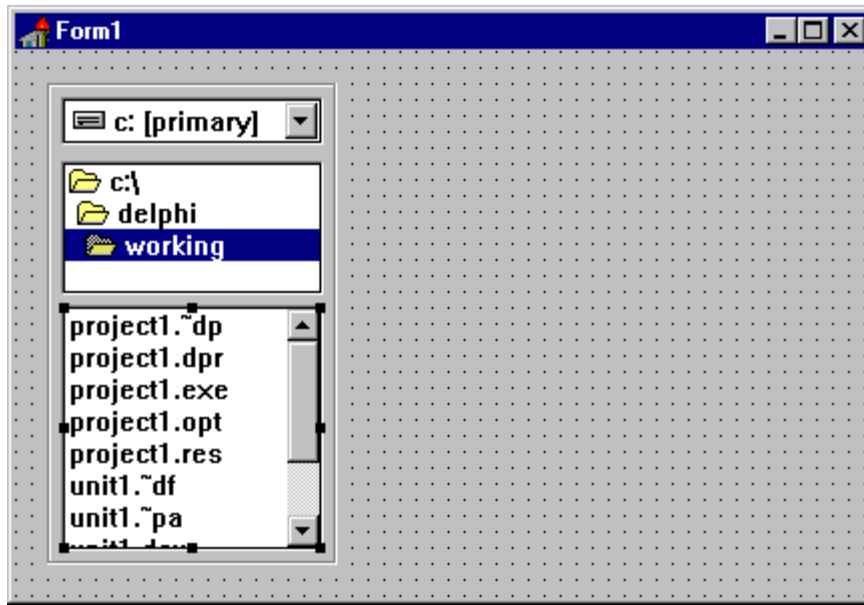 Form1
c: [primary]
c:\
delphi
working
project1.~dp
project1.dpr
project1.exe
project1.opt
project1.res
unit1.~df
unit1.~pa